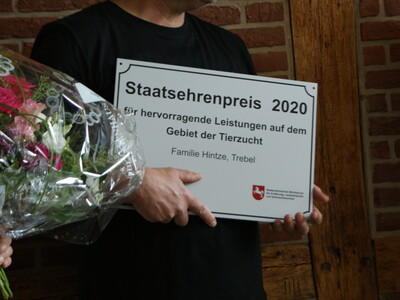 Staatsehrenpreis 2020
für hervorragende Leistungen auf dem
Gebiet der Tierzucht
Familie Hintze, Trebel